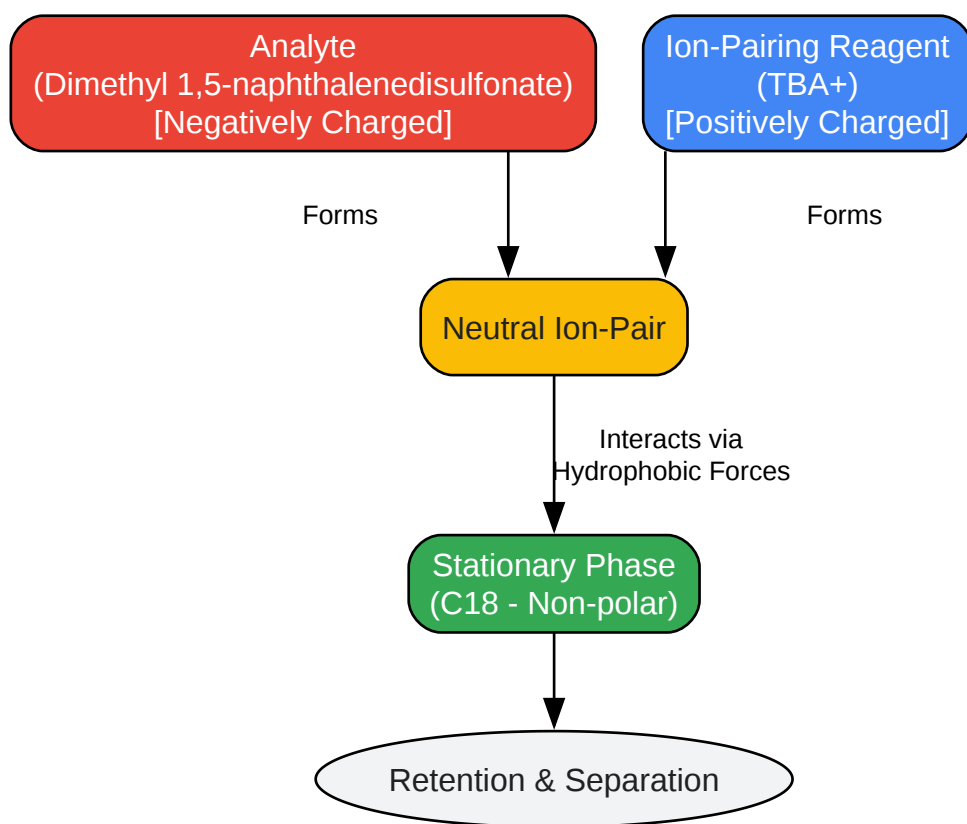 Analyte
(Dimethyl 1,5-naphthalenedisulfonate)
[Negatively Charged]
Ion-Pairing Reagent
(TBA+)
[Positively Charged]
Forms
Forms
Neutral Ion-Pair
Interacts via
Hydrophobic Forces
Stationary Phase
(C18 - Non-polar)
Retention & Separation